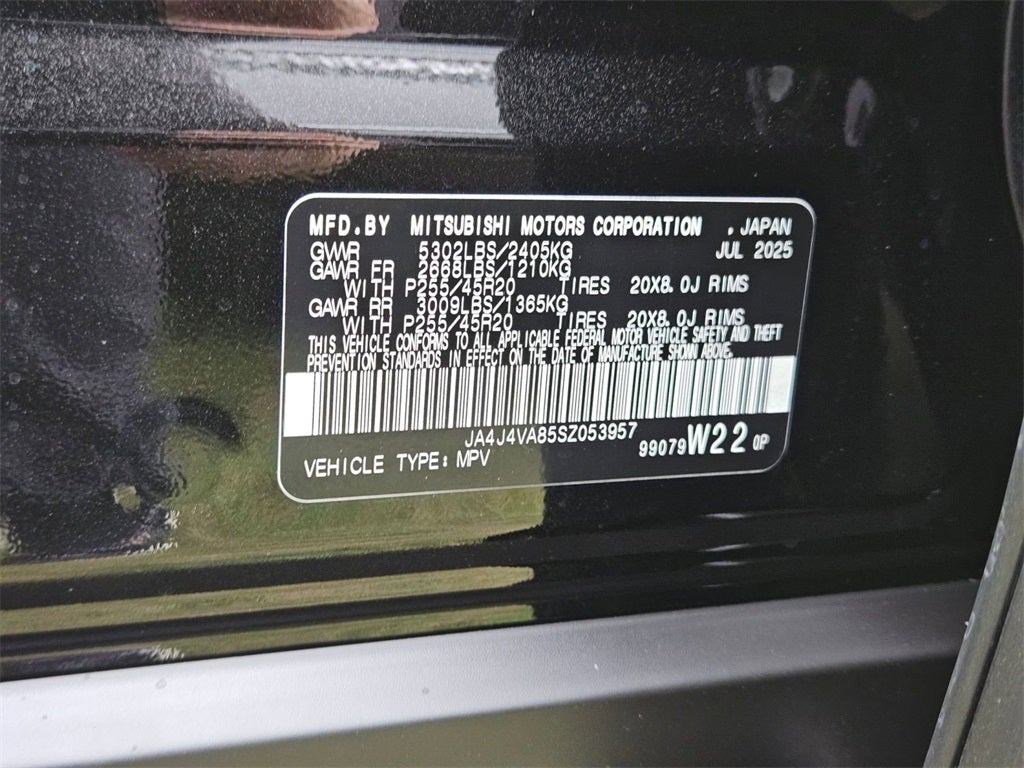 MFD.BY MITSUBISHI MOTORS CORPORATION , JAPAN
GVWR 5302LBS/2405KG JUL 2025
GAWR FR 2668LBS/1210KG
WITH P255/45R20 TIRES 20X8.0J RIMS
GAWR RR 3009LBS/1365KG
WITH P255/45R20 TIRES 20X8.0J RIMS
THIS VEHICLE CONFORMS TO ALL APPLICABLE FEDERAL MOTOR VEHICLE SAFETY AND THEFT
PREVENTION STANDARDS IN EFFECT ON THE DATE OF MANUFACTURE SHOWN ABOVE.
JA4J4VA85SZ053957
VEHICLE TYPE: MPV 99079 W22 0P